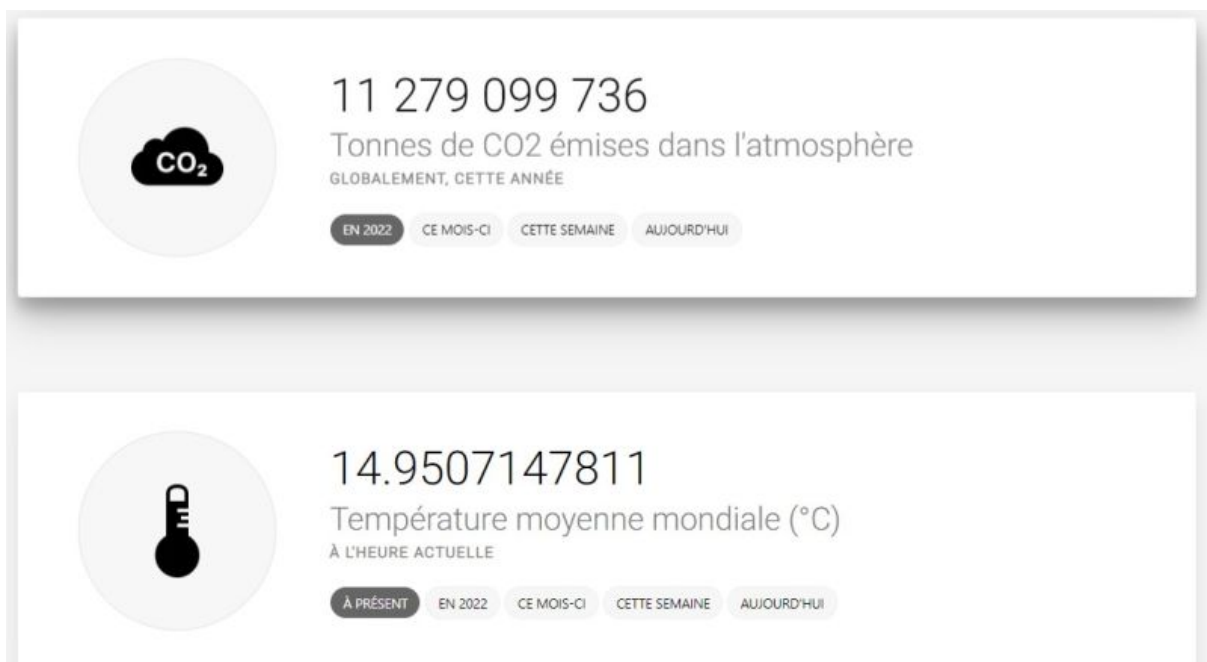 11 279 099 736
CO₂
Tonnes de CO2 émises dans l'atmosphère
GLOBALEMENT, CETTE ANNÉE
EN 2022 CE MOIS-CI CETTE SEMAINE AUJOURD'HUI
14.9507147811
Température moyenne mondiale (°C)
À L'HEURE ACTUELLE
À PRÉSENT EN 2022 CE MOIS-CI CETTE SEMAINE AUJOURD'HUI